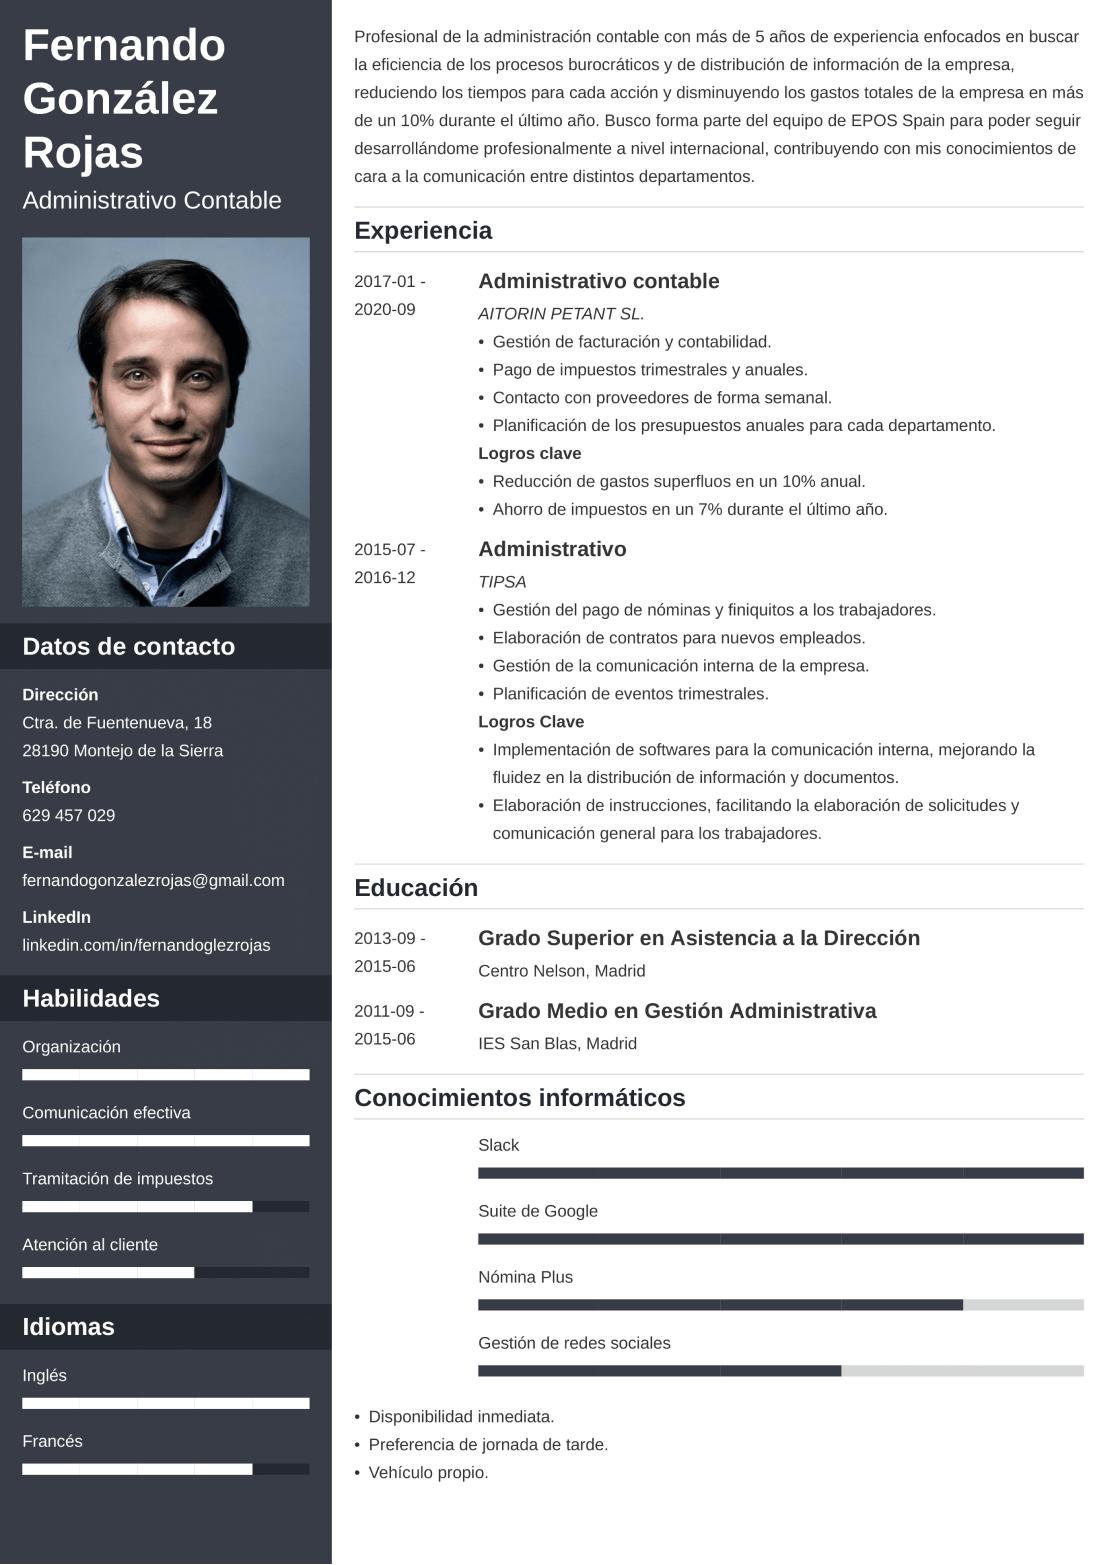 Fernando
González
Rojas
Administrativo Contable
Datos de contacto
Dirección
Ctra. de Fuentenueva, 18
28190 Montejo de la Sierra
Teléfono
629 457 029
E-mail
fernandogonzalezrojas@gmail.com
LinkedIn
linkedin.com/in/fernandoglezrojas
Habilidades
Organización
Comunicación efectiva
Tramitación de impuestos
Atención al cliente
Idiomas
Inglés
Francés
Profesional de la administración contable con más de 5 años de experiencia enfocados en buscar
la eficiencia de los procesos burocráticos y de distribución de información de la empresa,
reduciendo los tiempos para cada acción y disminuyendo los gastos totales de la empresa en más
de un 10% durante el último año. Busco forma parte del equipo de EPOS Spain para poder seguir
desarrollándome profesionalmente a nivel internacional, contribuyendo con mis conocimientos de
cara a la comunicación entre distintos departamentos.
Experiencia
2017-01 -
2020-09
Administrativo contable
AITORIN PETANT SL.
• Gestión de facturación y contabilidad.
• Pago de impuestos trimestrales y anuales.
• Contacto con proveedores de forma semanal.
• Planificación de los presupuestos anuales para cada departamento.
Logros clave
• Reducción de gastos superfluos en un 10% anual.
• Ahorro de impuestos en un 7% durante el último año.
2015-07 -
2016-12
Administrativo
TIPSA
• Gestión del pago de nóminas y finiquitos a los trabajadores.
• Elaboración de contratos para nuevos empleados.
• Gestión de la comunicación interna de la empresa.
• Planificación de eventos trimestrales.
Logros Clave
• Implementación de softwares para la comunicación interna, mejorando la
fluidez en la distribución de información y documentos.
• Elaboración de instrucciones, facilitando la elaboración de solicitudes y
comunicación general para los trabajadores.
Educación
2013-09 -
2015-06
Grado Superior en Asistencia a la Dirección
Centro Nelson, Madrid
2011-09 -
2015-06
Grado Medio en Gestión Administrativa
IES San Blas, Madrid
Conocimientos informáticos
Slack
Suite de Google
Nómina Plus
Gestión de redes sociales
• Disponibilidad inmediata.
• Preferencia de jornada de tarde.
• Vehículo propio.